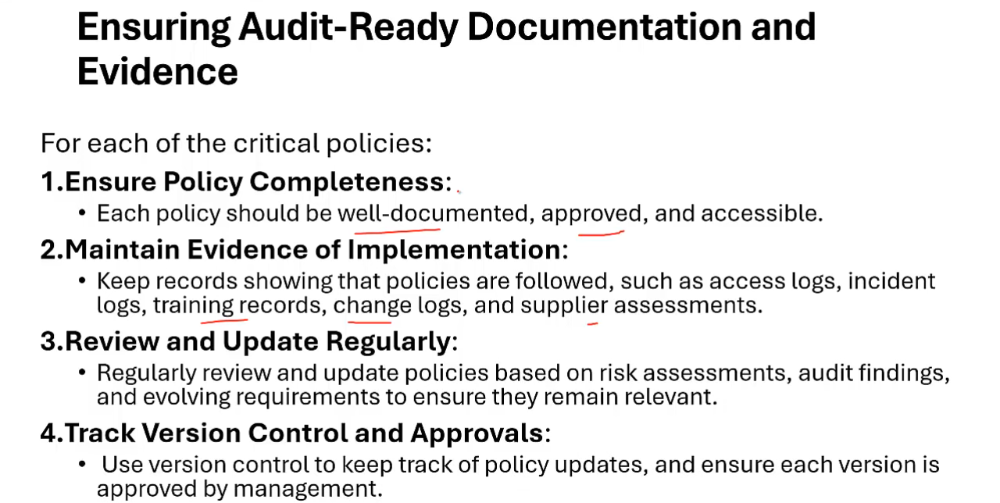 Ensuring Audit-Ready Documentation and
Evidence
For each of the critical policies:
1.Ensure Policy Completeness:
• Each policy should be well-documented, approved, and accessible.
2.Maintain Evidence of Implementation:
• Keep records showing that policies are followed, such as access logs, incident
logs, training records, change logs, and supplier assessments.
3.Review and Update Regularly:
• Regularly review and update policies based on risk assessments, audit findings,
and evolving requirements to ensure they remain relevant.
4.Track Version Control and Approvals:
• Use version control to keep track of policy updates, and ensure each version is
approved by management.